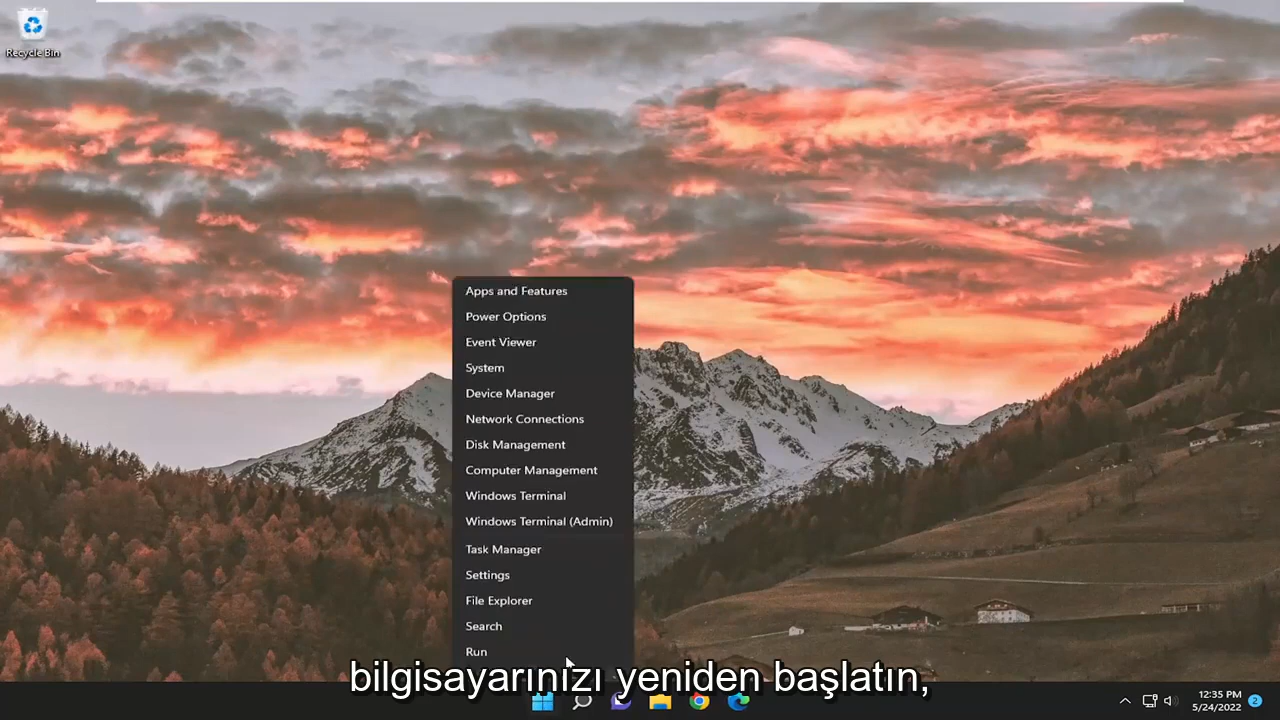 Recycle Bin
Apps and Features
Power Options
Event Viewer
System
Device Manager
Network Connections
Disk Management
Computer Management
Windows Terminal
Windows Terminal (Admin)
Task Manager
Settings
File Explorer
Search
Run
bilgisayarınızı yeniden başlatın,
12:35 PM
5/24/2022
2